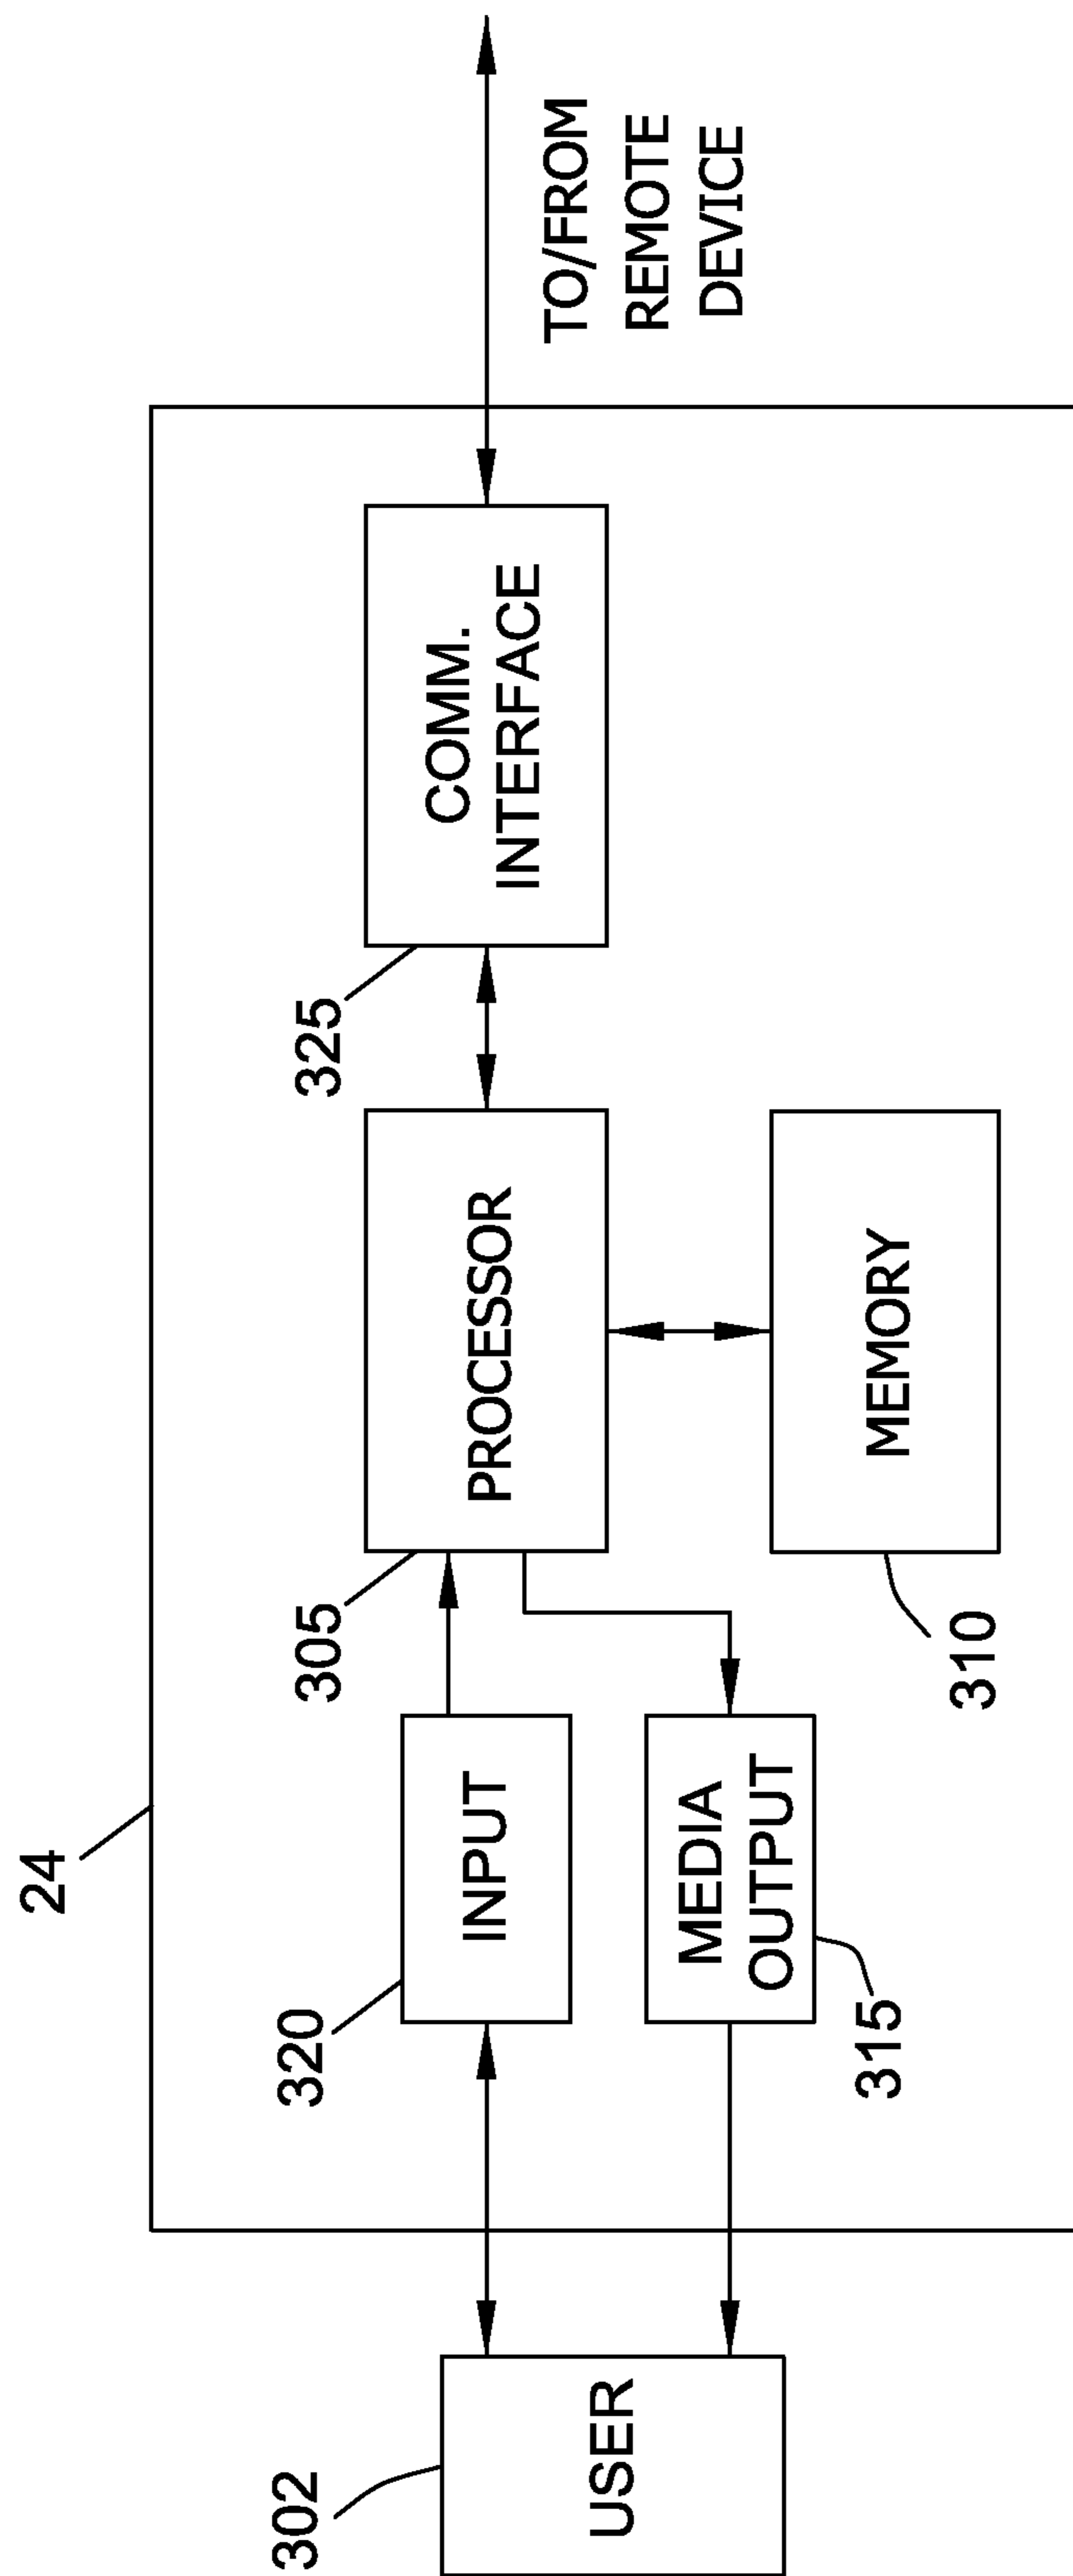 24
302
USER
320
INPUT
MEDIA
OUTPUT
315
305
PROCESSOR
MEMORY
310
325
COMM.
INTERFACE
TO/FROM
REMOTE
DEVICE